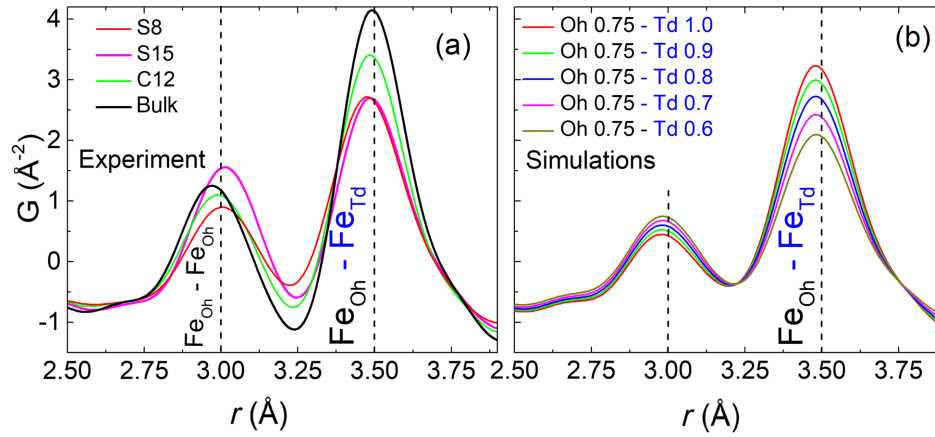 G (Å⁻²)
4
3
2
1
0
-1
S8
S15
C12
Bulk
(a)
Experiment
Fe_Oh - Fe_Oh
Fe_Oh - Fe_Td
2.50 2.75 3.00 3.25 3.50 3.75
r (Å)
Oh 0.75 - Td 1.0
Oh 0.75 - Td 0.9
Oh 0.75 - Td 0.8
Oh 0.75 - Td 0.7
Oh 0.75 - Td 0.6
(b)
Simulations
Fe_Oh - Fe_Td
2.50 2.75 3.00 3.25 3.50 3.75
r (Å)